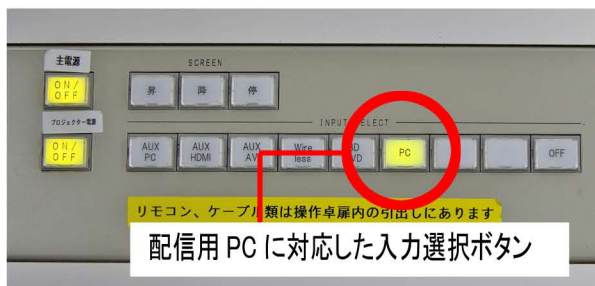 主電源
SCREEN
ON/
OFF
昇
降
停
プロジェクター電源
INPUT SELECT
ON/
OFF
AUX
PC
AUX
HDMI
AUX
AV
Wire
less
BD
DVD
PC
OFF
リモコン、ケーブル類は操作卓扉内の引出しにあります
配信用 PC に対応した入力選択ボタン